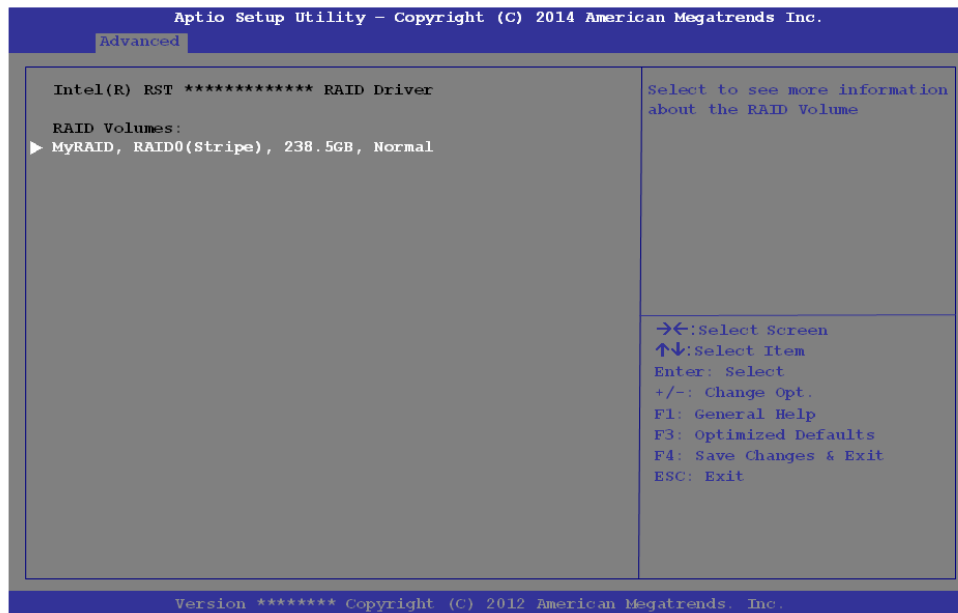 Aptio Setup Utility – Copyright (C) 2014 American Megatrends Inc.
Advanced
Intel(R) RST ************* RAID Driver
RAID Volumes:
▶ MyRAID, RAID0(Stripe), 238.5GB, Normal
Select to see more information
about the RAID Volume
→←:Select Screen
↑↓:Select Item
Enter: Select
+/-: Change Opt.
F1: General Help
F3: Optimized Defaults
F4: Save Changes & Exit
ESC: Exit
Version ******** Copyright (C) 2012 American Megatrends. Inc.